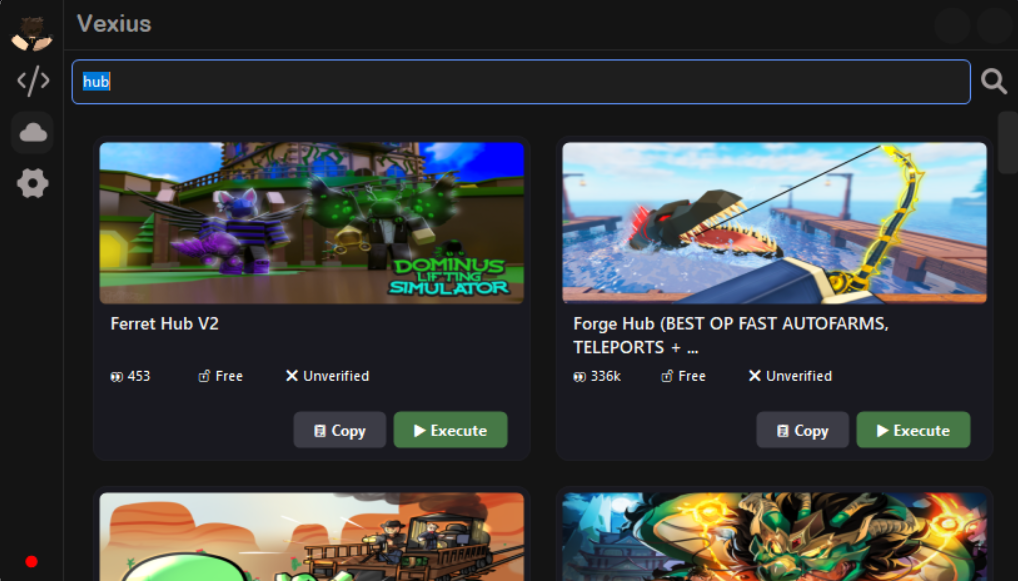 Vexius
hub
DOMINUS
LIFTING
SIMULATOR
Ferret Hub V2
453 Free Unverified
Copy Execute
Forge Hub (BEST OP FAST AUTOFARMS,
TELEPORTS + ...
336k Free Unverified
Copy Execute